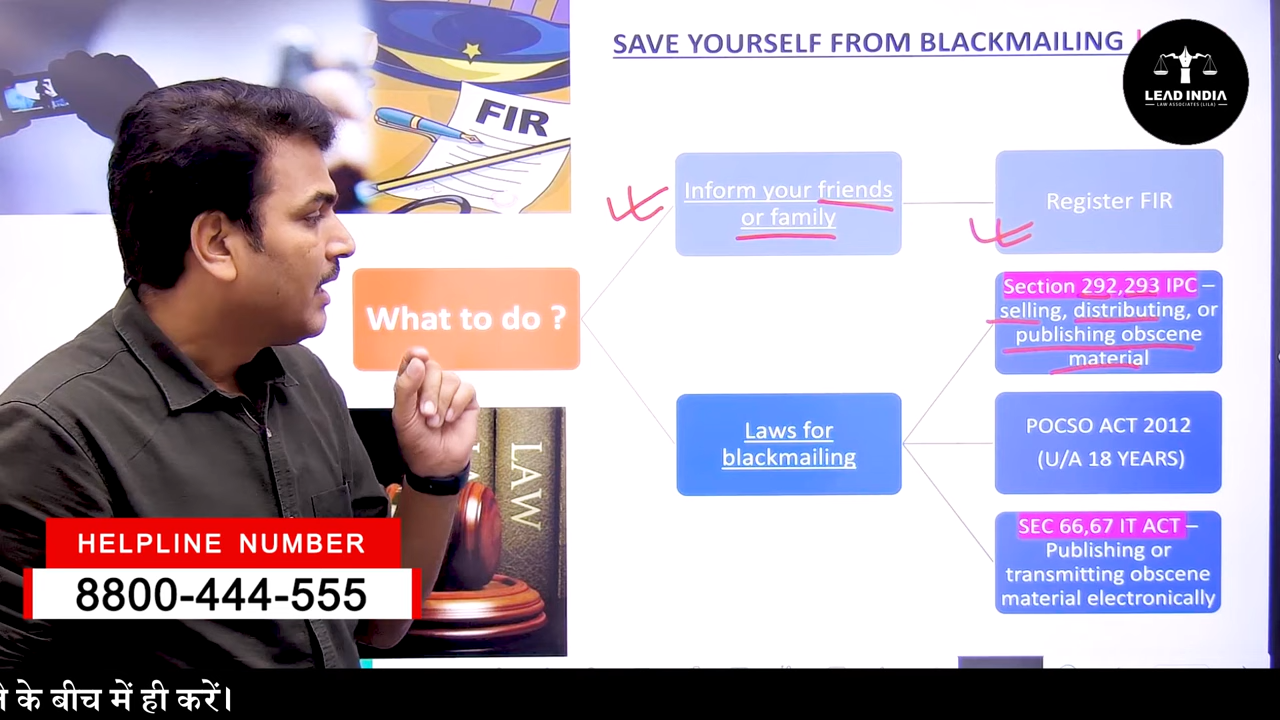 SAVE YOURSELF FROM BLACKMAILING
LEAD INDIA
LAW ASSOCIATES (LILA)
FIR
Inform your friends
or family
Register FIR
What to do ?
Section 292,293 IPC –
selling, distributing, or
publishing obscene
material
Laws for
blackmailing
POCSO ACT 2012
(U/A 18 YEARS)
SEC 66,67 IT ACT –
Publishing or
transmitting obscene
material electronically
LAW
HELPLINE NUMBER
8800-444-555
के बीच में ही करें।